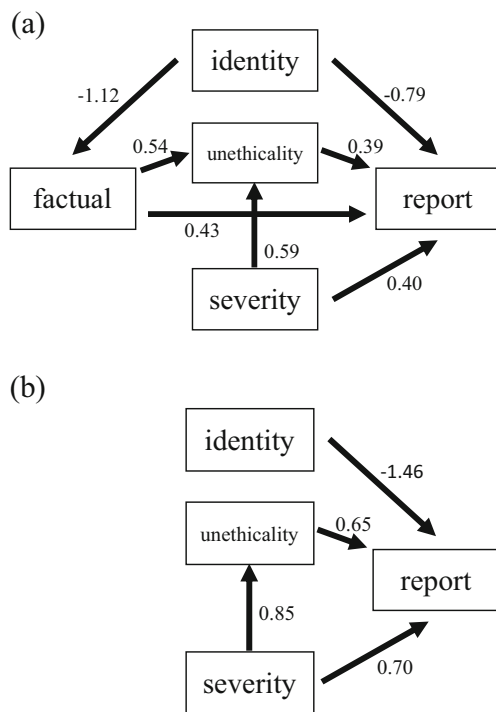 (a)
identity
-1.12
-0.79
0.54
unethicality
0.39
factual
report
0.43
0.59
severity
0.40
(b)
identity
-1.46
unethicality
0.65
report
0.85
severity
0.70